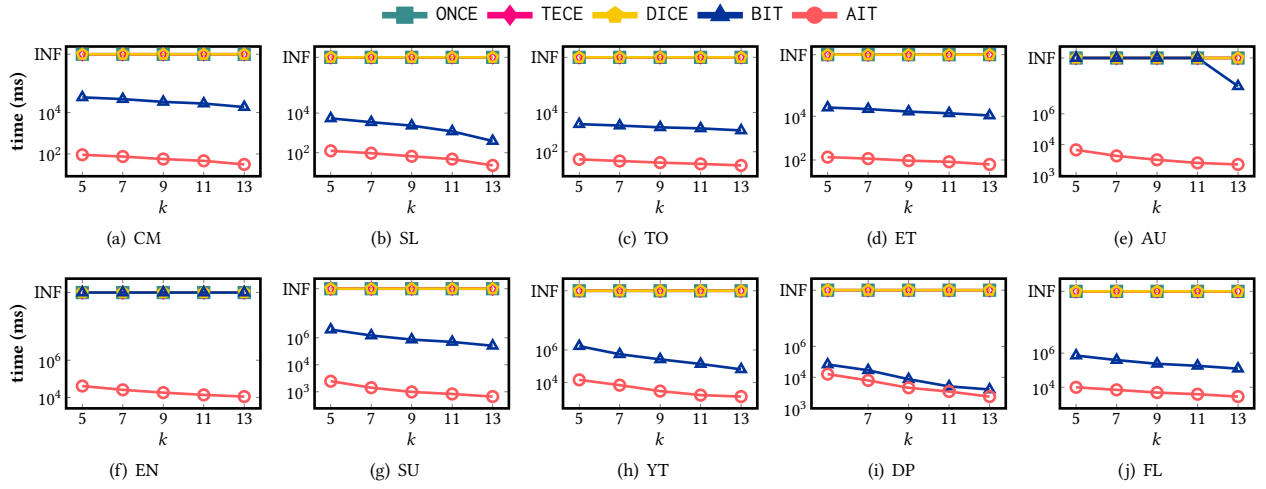 ONCE TECE DICE BIT AIT
time (ms)
INF
10^4
10^2
5 7 9 11 13
k
(a) CM
INF
10^4
10^2
5 7 9 11 13
k
(b) SL
INF
10^4
10^2
5 7 9 11 13
k
(c) TO
INF
10^4
10^2
5 7 9 11 13
k
(d) ET
INF
10^6
10^4
10^3
5 7 9 11 13
k
(e) AU
time (ms)
INF
10^6
10^4
5 7 9 11 13
k
(f) EN
INF
10^6
10^4
10^3
5 7 9 11 13
k
(g) SU
INF
10^6
10^4
5 7 9 11 13
k
(h) YT
INF
10^6
10^4
10^3
7 9 11 13
k
(i) DP
INF
10^6
10^4
5 7 9 11 13
k
(j) FL